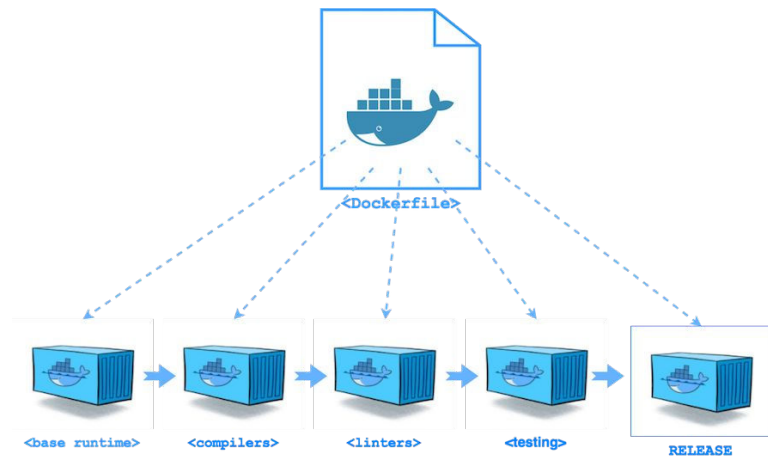 <Dockerfile>
<base runtime>
<compilers>
<linters>
<testing>
RELEASE